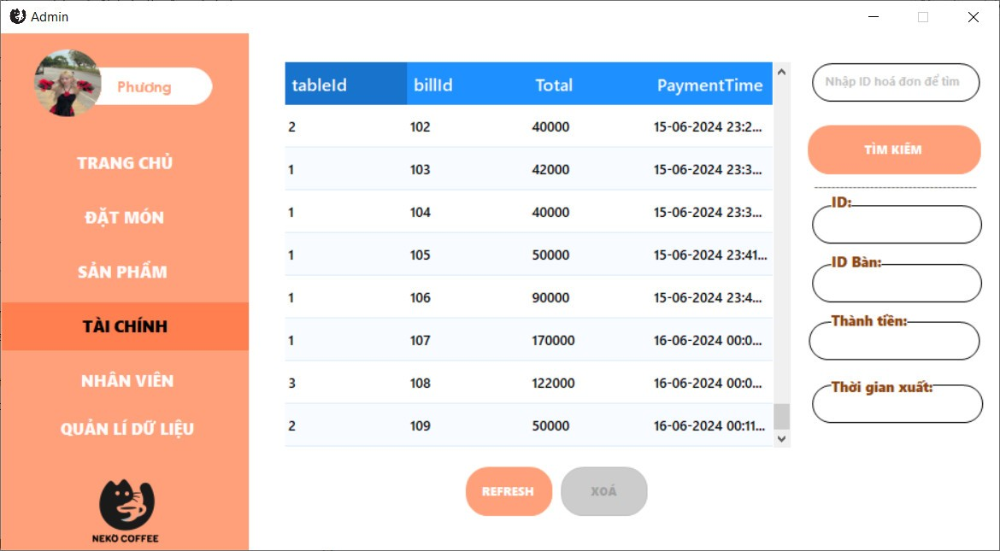 Admin
Phương
TRANG CHỦ
ĐẶT MÓN
SẢN PHẨM
TÀI CHÍNH
NHÂN VIÊN
QUẢN LÍ DỮ LIỆU
NEKO COFFEE
tableId billId Total PaymentTime
2 102 40000 15-06-2024 23:2...
1 103 42000 15-06-2024 23:3...
1 104 40000 15-06-2024 23:3...
1 105 50000 15-06-2024 23:41...
1 106 90000 15-06-2024 23:4...
1 107 170000 16-06-2024 00:0...
3 108 122000 16-06-2024 00:0...
2 109 50000 16-06-2024 00:11...
REFRESH XOÁ
Nhập ID hoá đơn để tìm
TÌM KIẾM
ID:
ID Bàn:
Thành tiền:
Thời gian xuất: